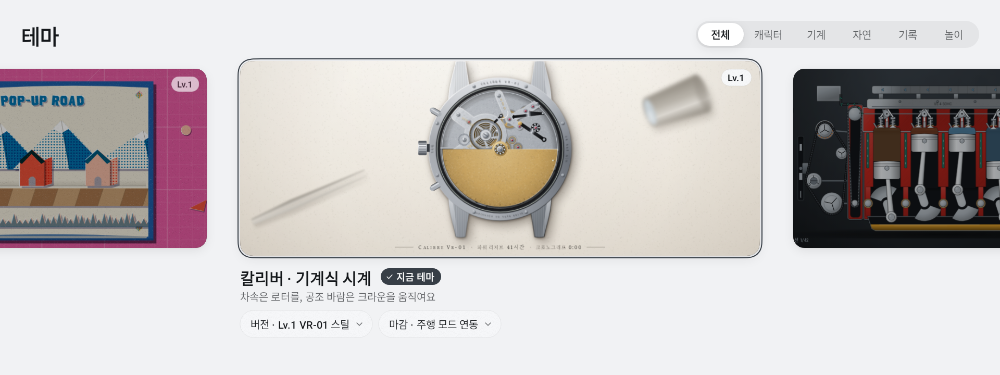 테마
전체 캐릭터 기계 자연 기록 놀이
POP-UP ROAD
Lv.1
Lv.1
CALIBRE VR-01
칼리버 · 기계식 시계
지금 테마
차속은 로터를, 공조 바람은 크라운을 움직여요
버전 · Lv.1 VR-01 스틸
마감 · 주행 모드 연동